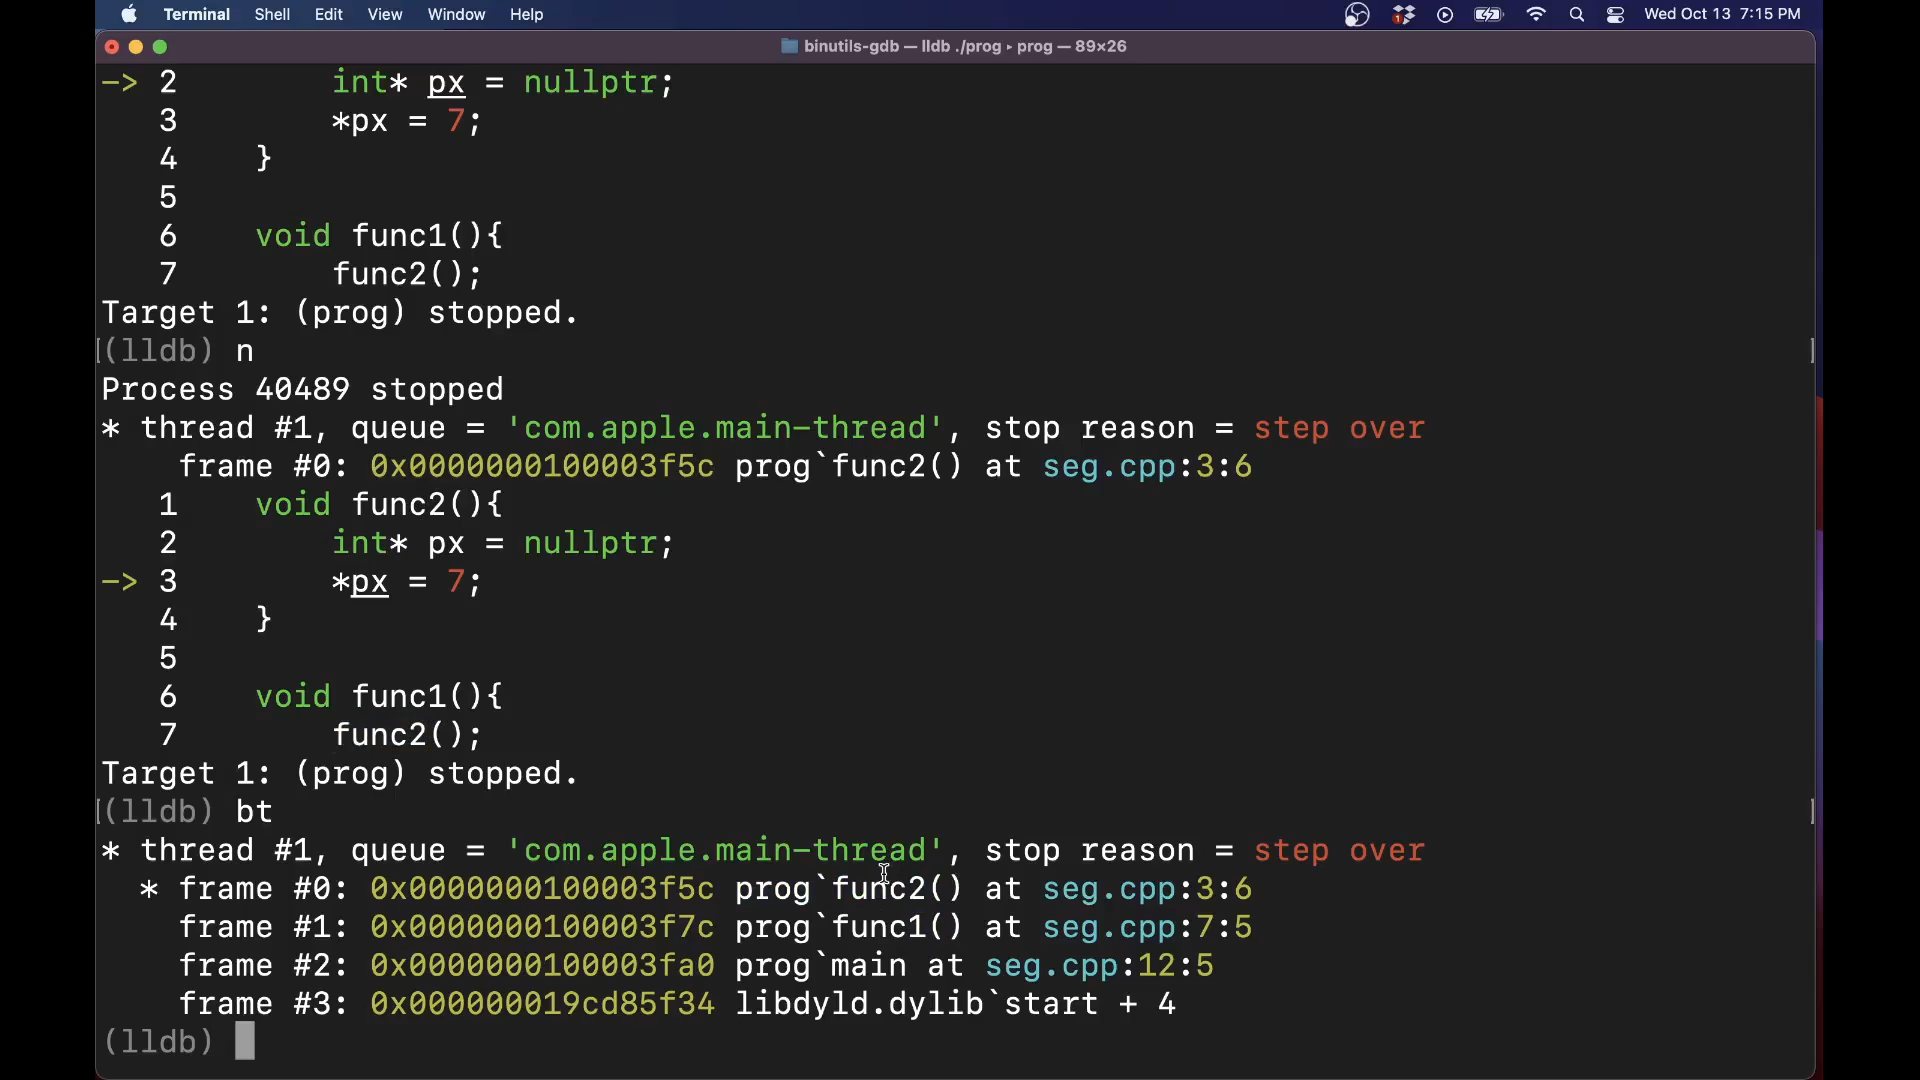 Terminal Shell Edit View Window Help 1 Wed Oct 13 7:15 PM
binutils-gdb — lldb ./prog ▸ prog — 89×26
-> 2 int* px = nullptr;
3 *px = 7;
4 }
5
6 void func1(){
7 func2();
Target 1: (prog) stopped.
[(lldb) n ]
Process 40489 stopped
* thread #1, queue = 'com.apple.main-thread', stop reason = step over
frame #0: 0x0000000100003f5c prog`func2() at seg.cpp:3:6
1 void func2(){
2 int* px = nullptr;
-> 3 *px = 7;
4 }
5
6 void func1(){
7 func2();
Target 1: (prog) stopped.
[(lldb) bt ]
* thread #1, queue = 'com.apple.main-thread', stop reason = step over
* frame #0: 0x0000000100003f5c prog`func2() at seg.cpp:3:6
frame #1: 0x0000000100003f7c prog`func1() at seg.cpp:7:5
frame #2: 0x0000000100003fa0 prog`main at seg.cpp:12:5
frame #3: 0x000000019cd85f34 libdyld.dylib`start + 4
(lldb)